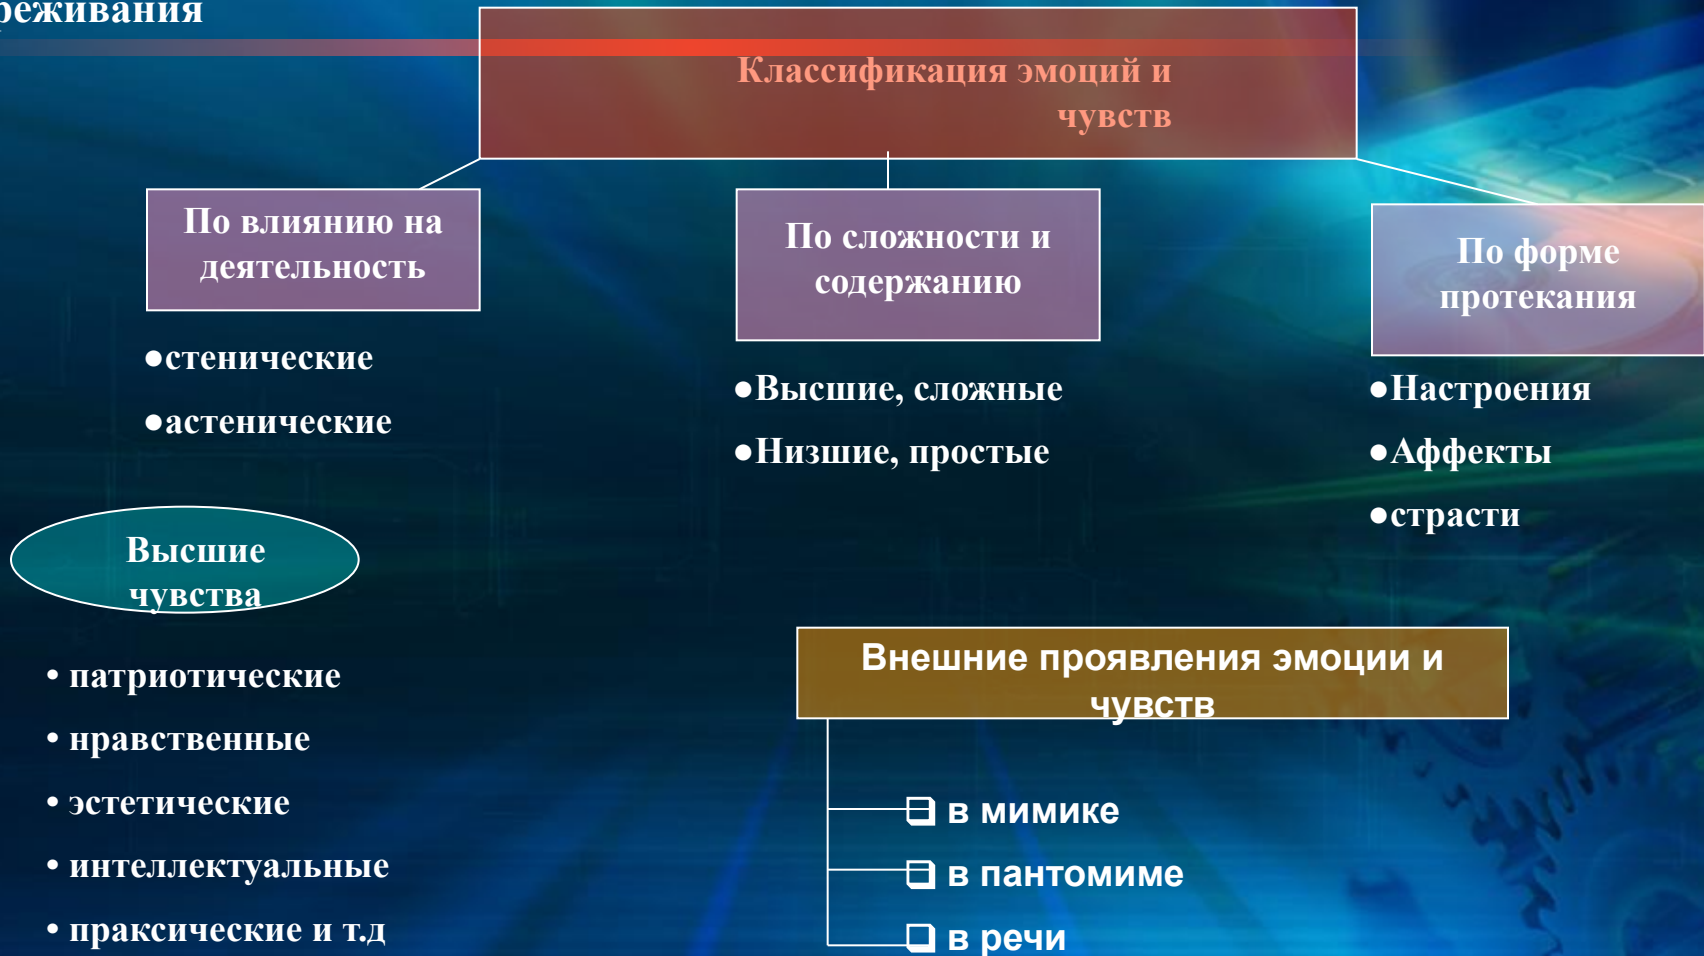 Классификация эмоций и
чувств
По влиянию на
деятельность
●стенические
●астенические
По сложности и
содержанию
●Высшие, сложные
●Низшие, простые
По форме
протекания
●Настроения
●Аффекты
●страсти
Высшие
чувства
• патриотические
• нравственные
• эстетические
• интеллектуальные
• праксические и т.д
Внешние проявления эмоции и
чувств
❑ в мимике
❑ в пантомиме
❑ в речи